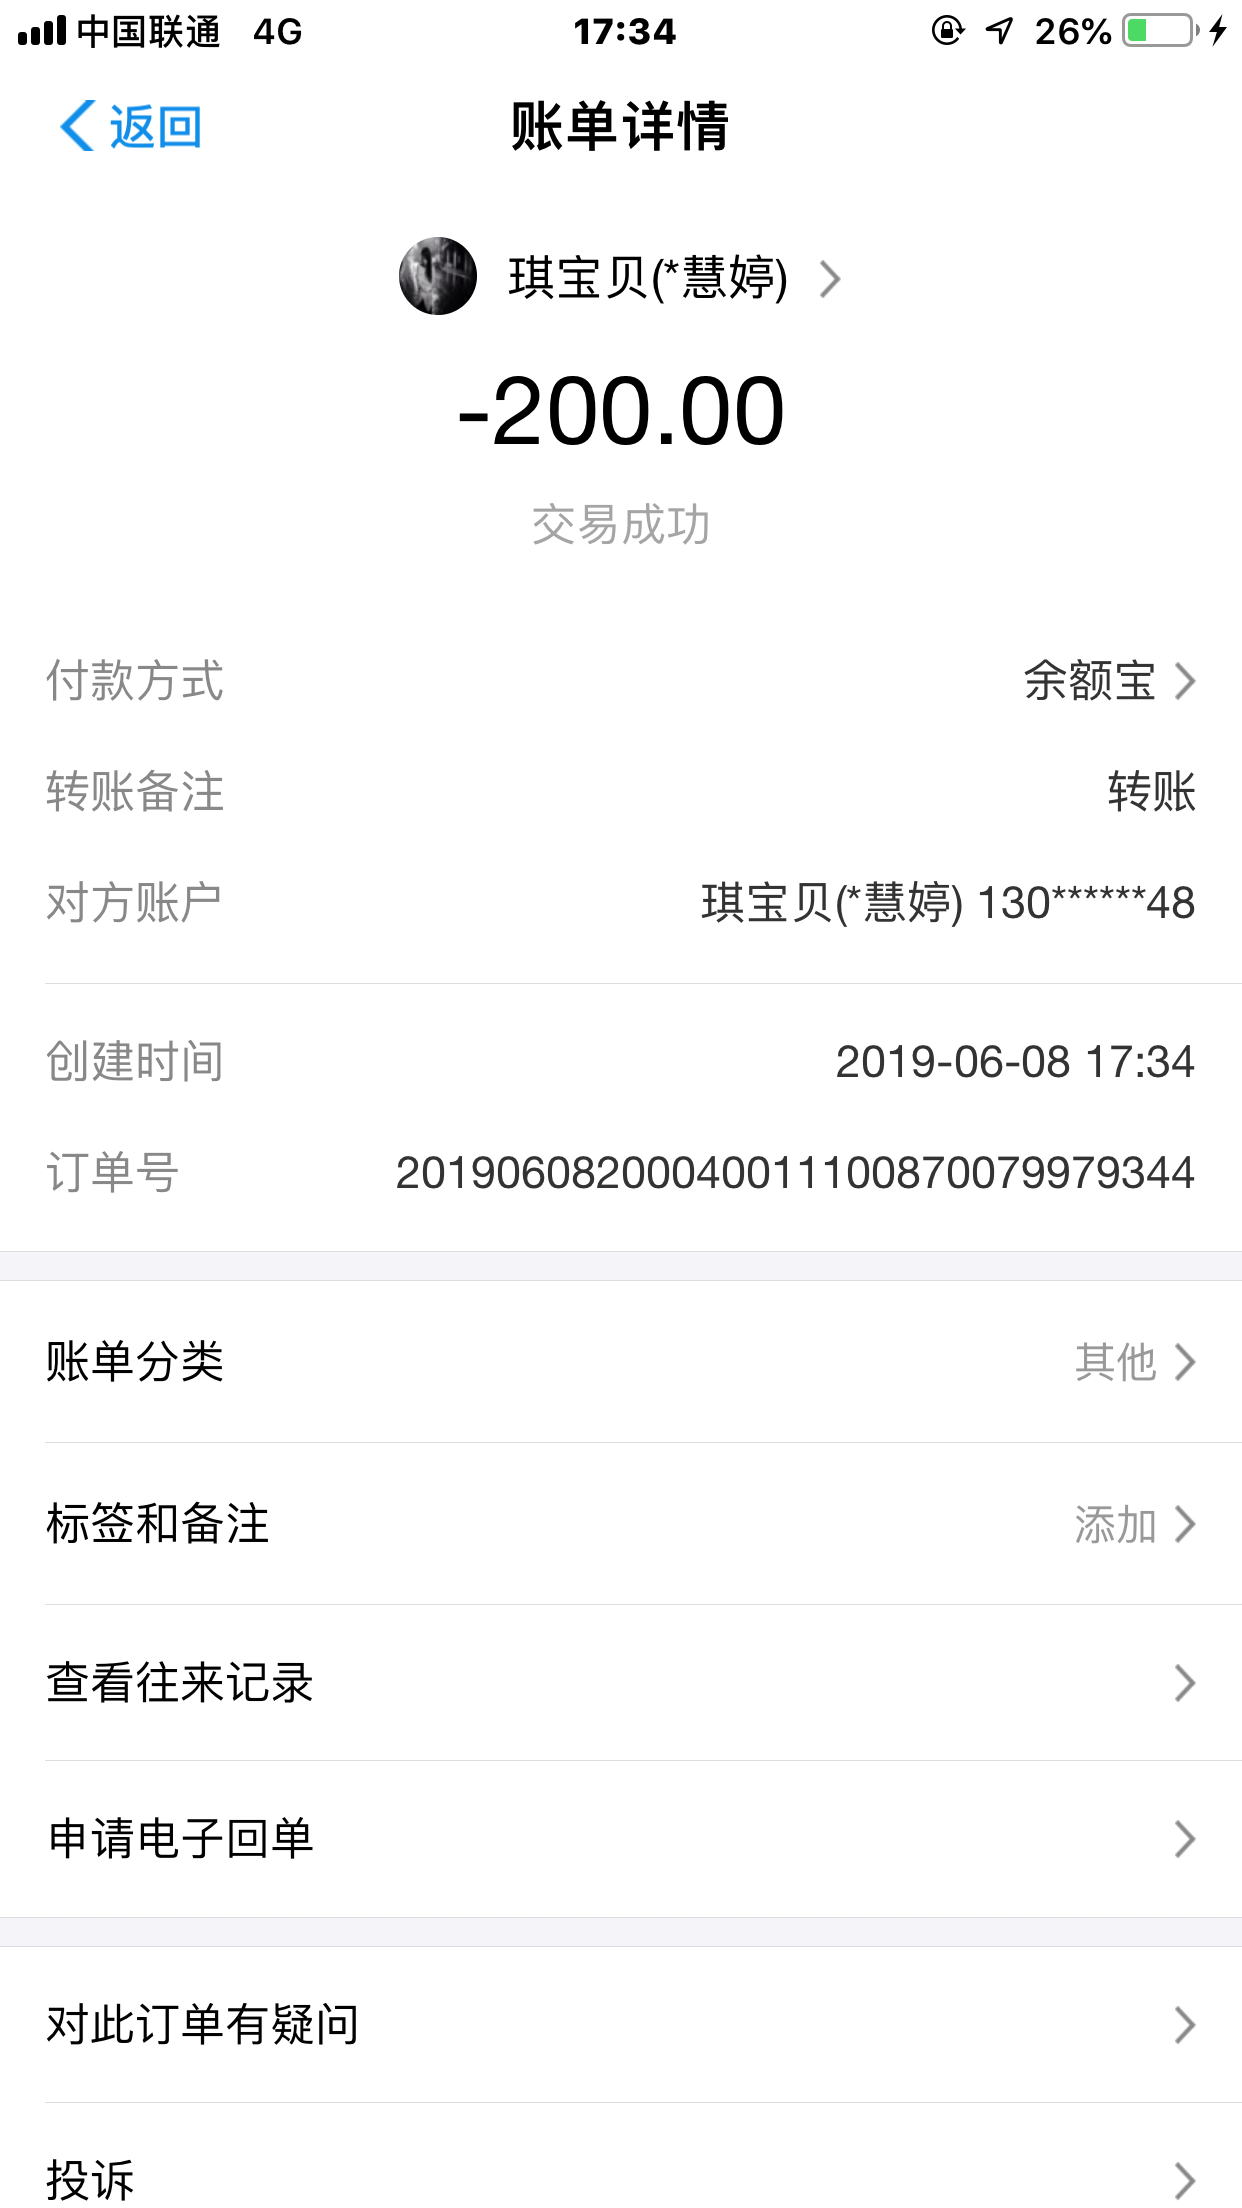 中国联通 4G 17:34 26%
返回 账单详情
琪宝贝(*慧婷)
-200.00
交易成功
付款方式 余额宝
转账备注 转账
对方账户 琪宝贝(*慧婷) 130******48
创建时间 2019-06-08 17:34
订单号 20190608200040011100870079979344
账单分类 其他
标签和备注 添加
查看往来记录
申请电子回单
对此订单有疑问
投诉